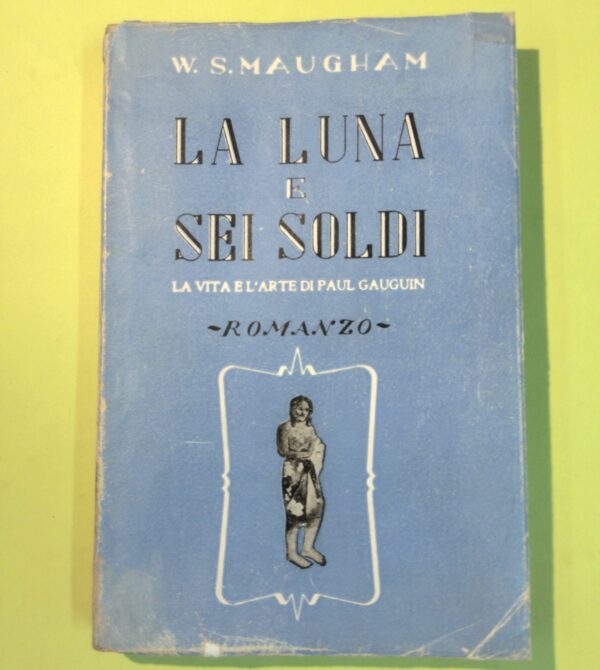 W. S. MAUGHAM
LA LUNA
E
SEI SOLDI
LA VITA E L'ARTE DI PAUL GAUGUIN
-ROMANZO-